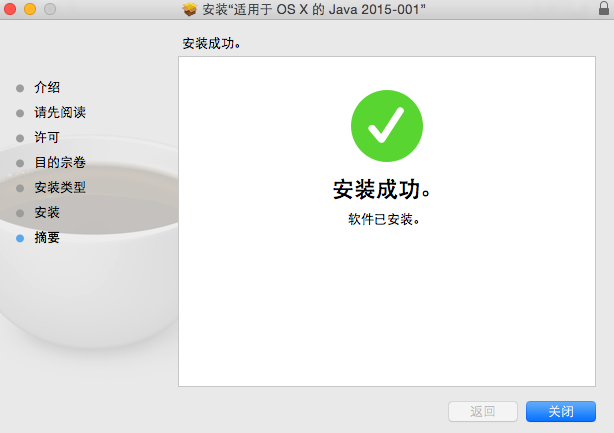 安装“适用于 OS X 的 Java 2015-001”
安装成功。
介绍
请先阅读
许可
目的宗卷
安装类型
安装
摘要
安装成功。
软件已安装。
返回
关闭